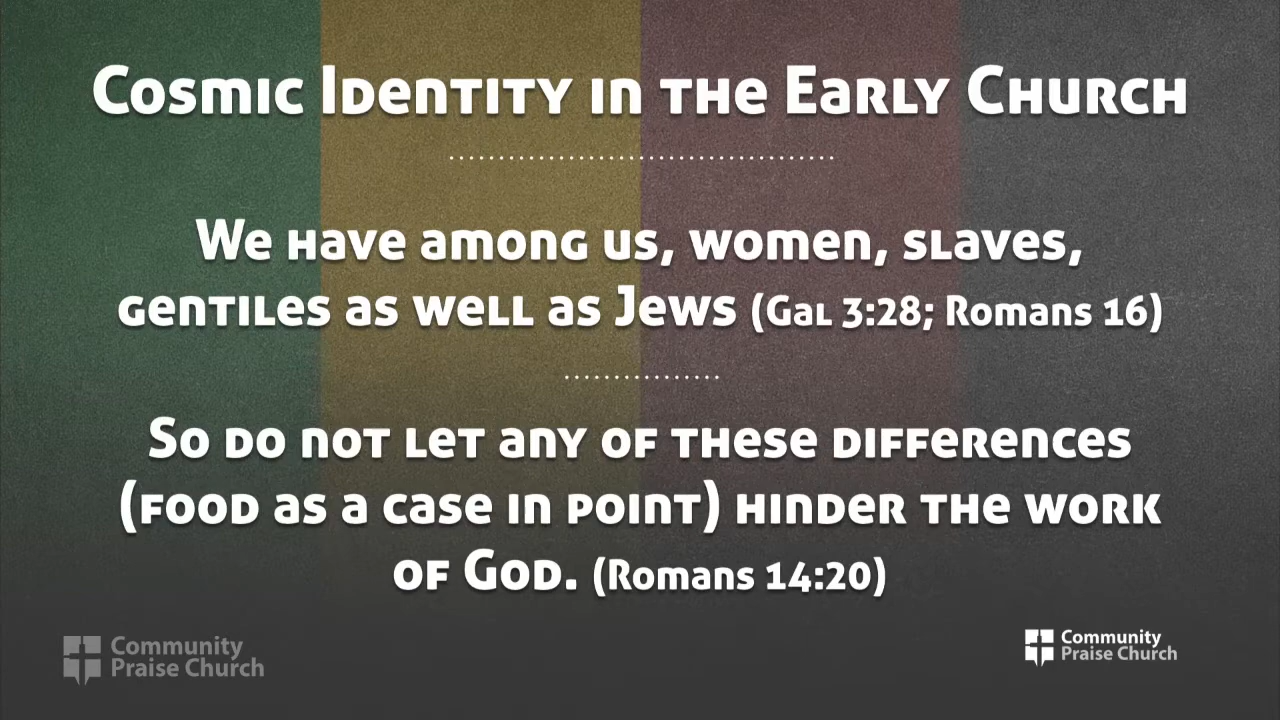 Cosmic Identity in the Early Church
We have among us, women, slaves,
gentiles as well as Jews (Gal 3:28; Romans 16)
So do not let any of these differences
(food as a case in point) hinder the work
of God. (Romans 14:20)
Community
Praise Church
Community
Praise Church